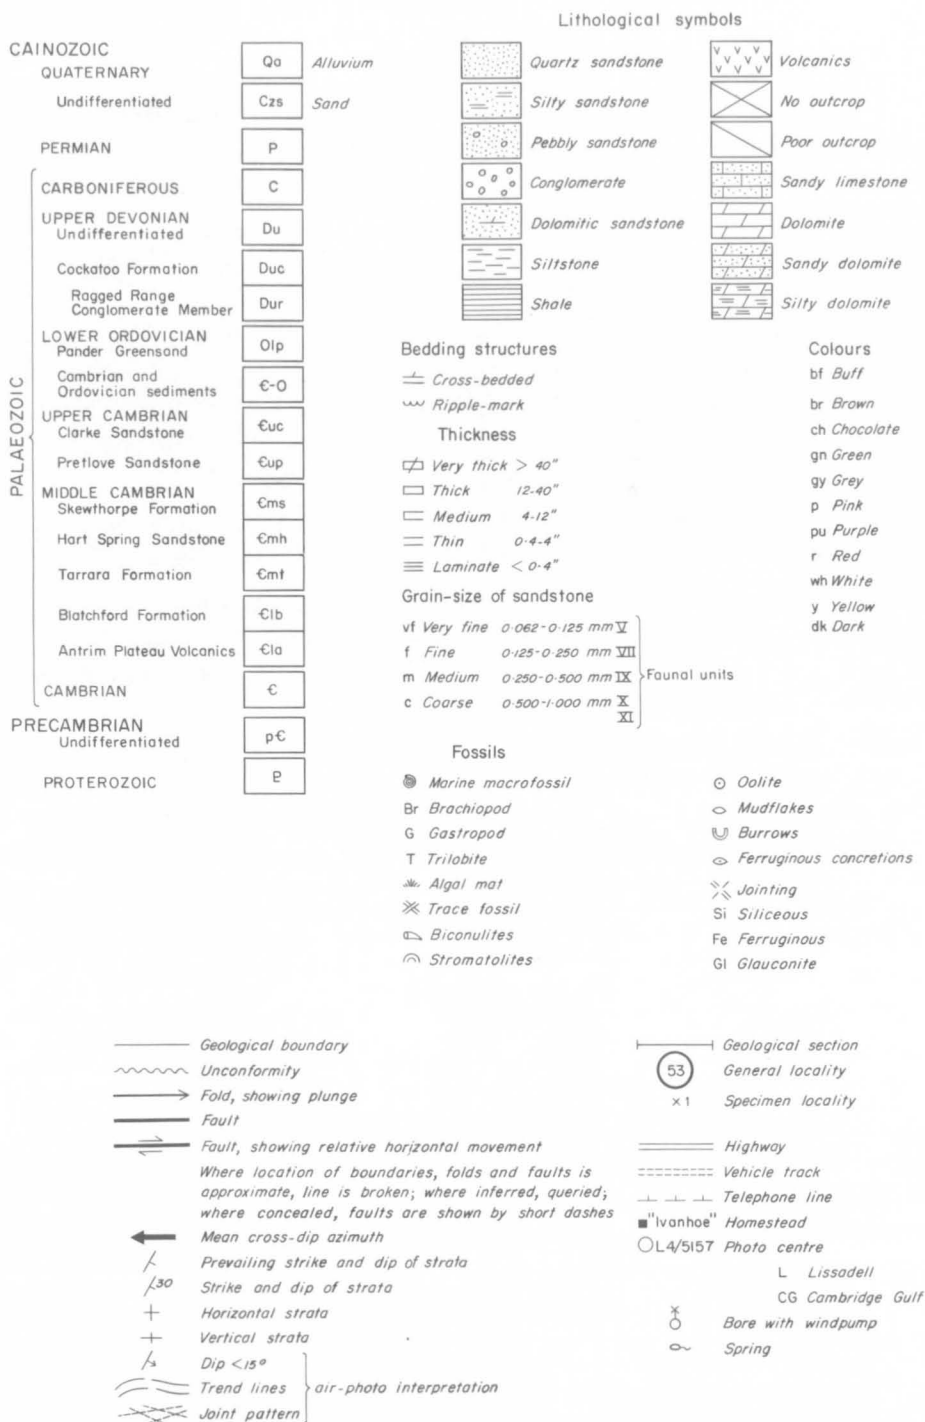 CAINOZOIC
QUATERNARY
Qa Alluvium
Undifferentiated Czs Sand
PERMIAN P
PALAEOZOIC
CARBONIFEROUS C
UPPER DEVONIAN
Undifferentiated Du
Cockatoo Formation Duc
Ragged Range
Conglomerate Member Dur
LOWER ORDOVICIAN
Pander Greensand Olp
Cambrian and
Ordovician sediments Є-O
UPPER CAMBRIAN
Clarke Sandstone Єuc
Pretlove Sandstone Єup
MIDDLE CAMBRIAN
Skewthorpe Formation Єms
Hart Spring Sandstone Єmh
Tarrara Formation Єmt
Blatchford Formation Єlb
Antrim Plateau Volcanics Єla
CAMBRIAN Є
PRECAMBRIAN
Undifferentiated pЄ
PROTEROZOIC P
Lithological symbols
Quartz sandstone
Silty sandstone
Pebbly sandstone
Conglomerate
Dolomitic sandstone
Siltstone
Shale
Volcanics
No outcrop
Poor outcrop
Sandy limestone
Dolomite
Sandy dolomite
Silty dolomite
Bedding structures
Cross-bedded
Ripple-mark
Thickness
Very thick > 40"
Thick 12-40"
Medium 4-12"
Thin 0·4-4"
Laminate < 0·4"
Grain-size of sandstone
vf Very fine 0·062-0·125 mm V
f Fine 0·125-0·250 mm VII
m Medium 0·250-0·500 mm IX
c Coarse 0·500-1·000 mm X
XI
Faunal units
Colours
bf Buff
br Brown
ch Chocolate
gn Green
gy Grey
p Pink
pu Purple
r Red
wh White
y Yellow
dk Dark
Fossils
Marine macrofossil
Br Brachiopod
G Gastropod
T Trilobite
Algal mat
Trace fossil
Biconulites
Stromatolites
Oolite
Mudflakes
Burrows
Ferruginous concretions
Jointing
Si Siliceous
Fe Ferruginous
Gl Glauconite
Geological boundary
Unconformity
Fold, showing plunge
Fault
Fault, showing relative horizontal movement
Where location of boundaries, folds and faults is
approximate, line is broken; where inferred, queried;
where concealed, faults are shown by short dashes
Mean cross-dip azimuth
Prevailing strike and dip of strata
30 Strike and dip of strata
Horizontal strata
Vertical strata
Dip <15°
Trend lines
Joint pattern
air-photo interpretation
Geological section
53 General locality
×1 Specimen locality
Highway
Vehicle track
Telephone line
"Ivanhoe" Homestead
L4/5157 Photo centre
L Lissadell
CG Cambridge Gulf
Bore with windpump
Spring